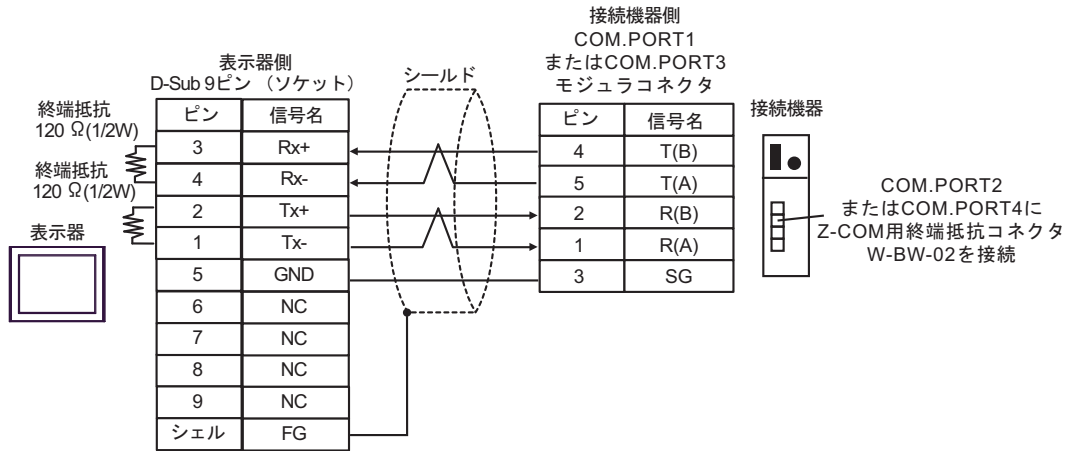 接続機器側
COM.PORT1
またはCOM.PORT3
モジュラコネクタ
表示器側
D-Sub 9ピン （ソケット）
シールド
接続機器
終端抵抗
120 Ω(1/2W)
終端抵抗
120 Ω(1/2W)
表示器
ピン 信号名
3 Rx+
4 Rx-
2 Tx+
1 Tx-
5 GND
6 NC
7 NC
8 NC
9 NC
シェル FG
ピン 信号名
4 T(B)
5 T(A)
2 R(B)
1 R(A)
3 SG
COM.PORT2
またはCOM.PORT4に
Z-COM用終端抵抗コネクタ
W-BW-02を接続